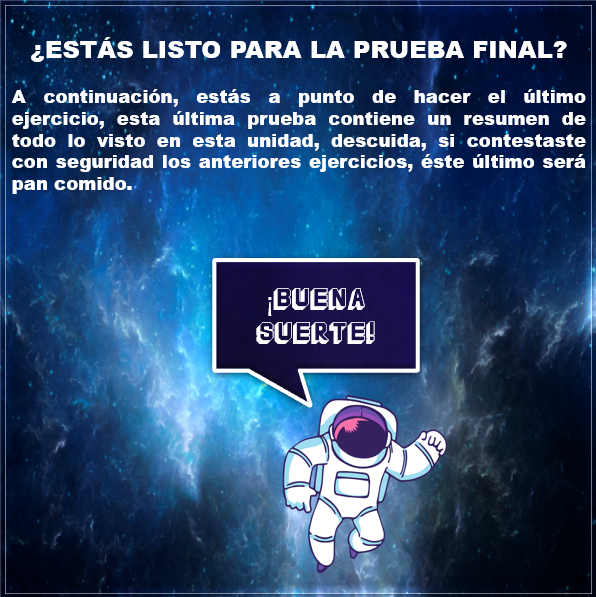 ¿ESTÁS LISTO PARA LA PRUEBA FINAL?
A continuación, estás a punto de hacer el último
ejercicio, esta última prueba contiene un resumen de
todo lo visto en esta unidad, descuida, si contestaste
con seguridad los anteriores ejercicios, éste último será
pan comido.
¡BUENA
SUERTE!